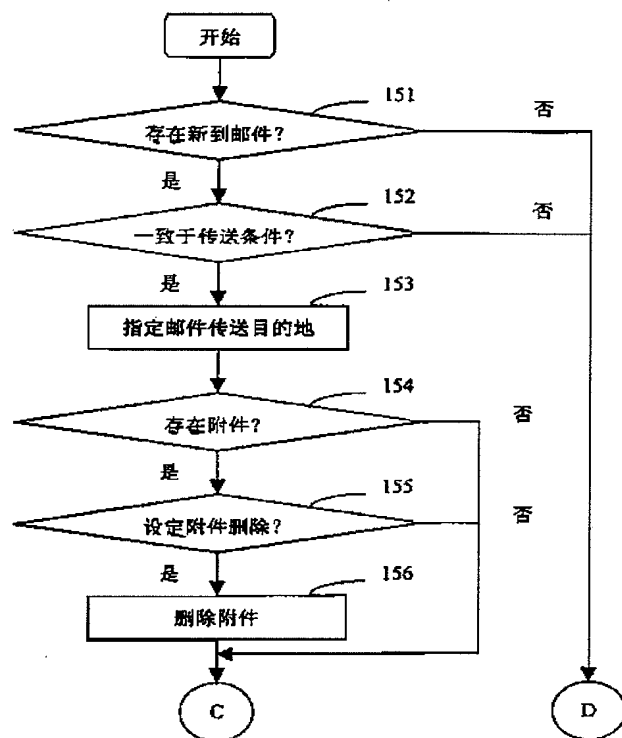 开始
151
存在新到邮件？
否
是
152
一致于传送条件？
否
是
153
指定邮件传送目的地
154
存在附件？
否
是
155
设定附件删除？
否
是
156
删除附件
C
D